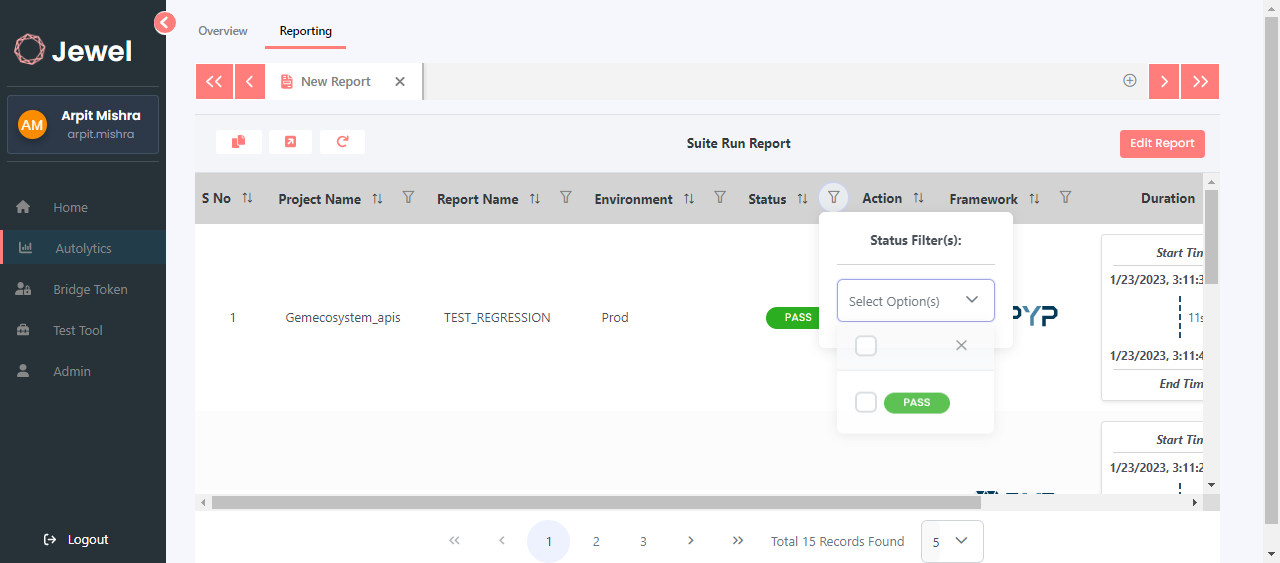 Jewel
AM
Arpit Mishra
arpit.mishra
Home
Autolytics
Bridge Token
Test Tool
Admin
Logout
Overview
Reporting
New Report
Suite Run Report
Edit Report
S No
Project Name
Report Name
Environment
Status
Action
Framework
Duration
Status Filter(s):
Select Option(s)
PASS
1
Gemecosystem_apis
TEST_REGRESSION
Prod
PASS
PYP
Start Tin
1/23/2023, 3:11:3
11s
1/23/2023, 3:11:4
End Tim
Start Tin
1/23/2023, 3:11:2
1
2
3
Total 15 Records Found
5